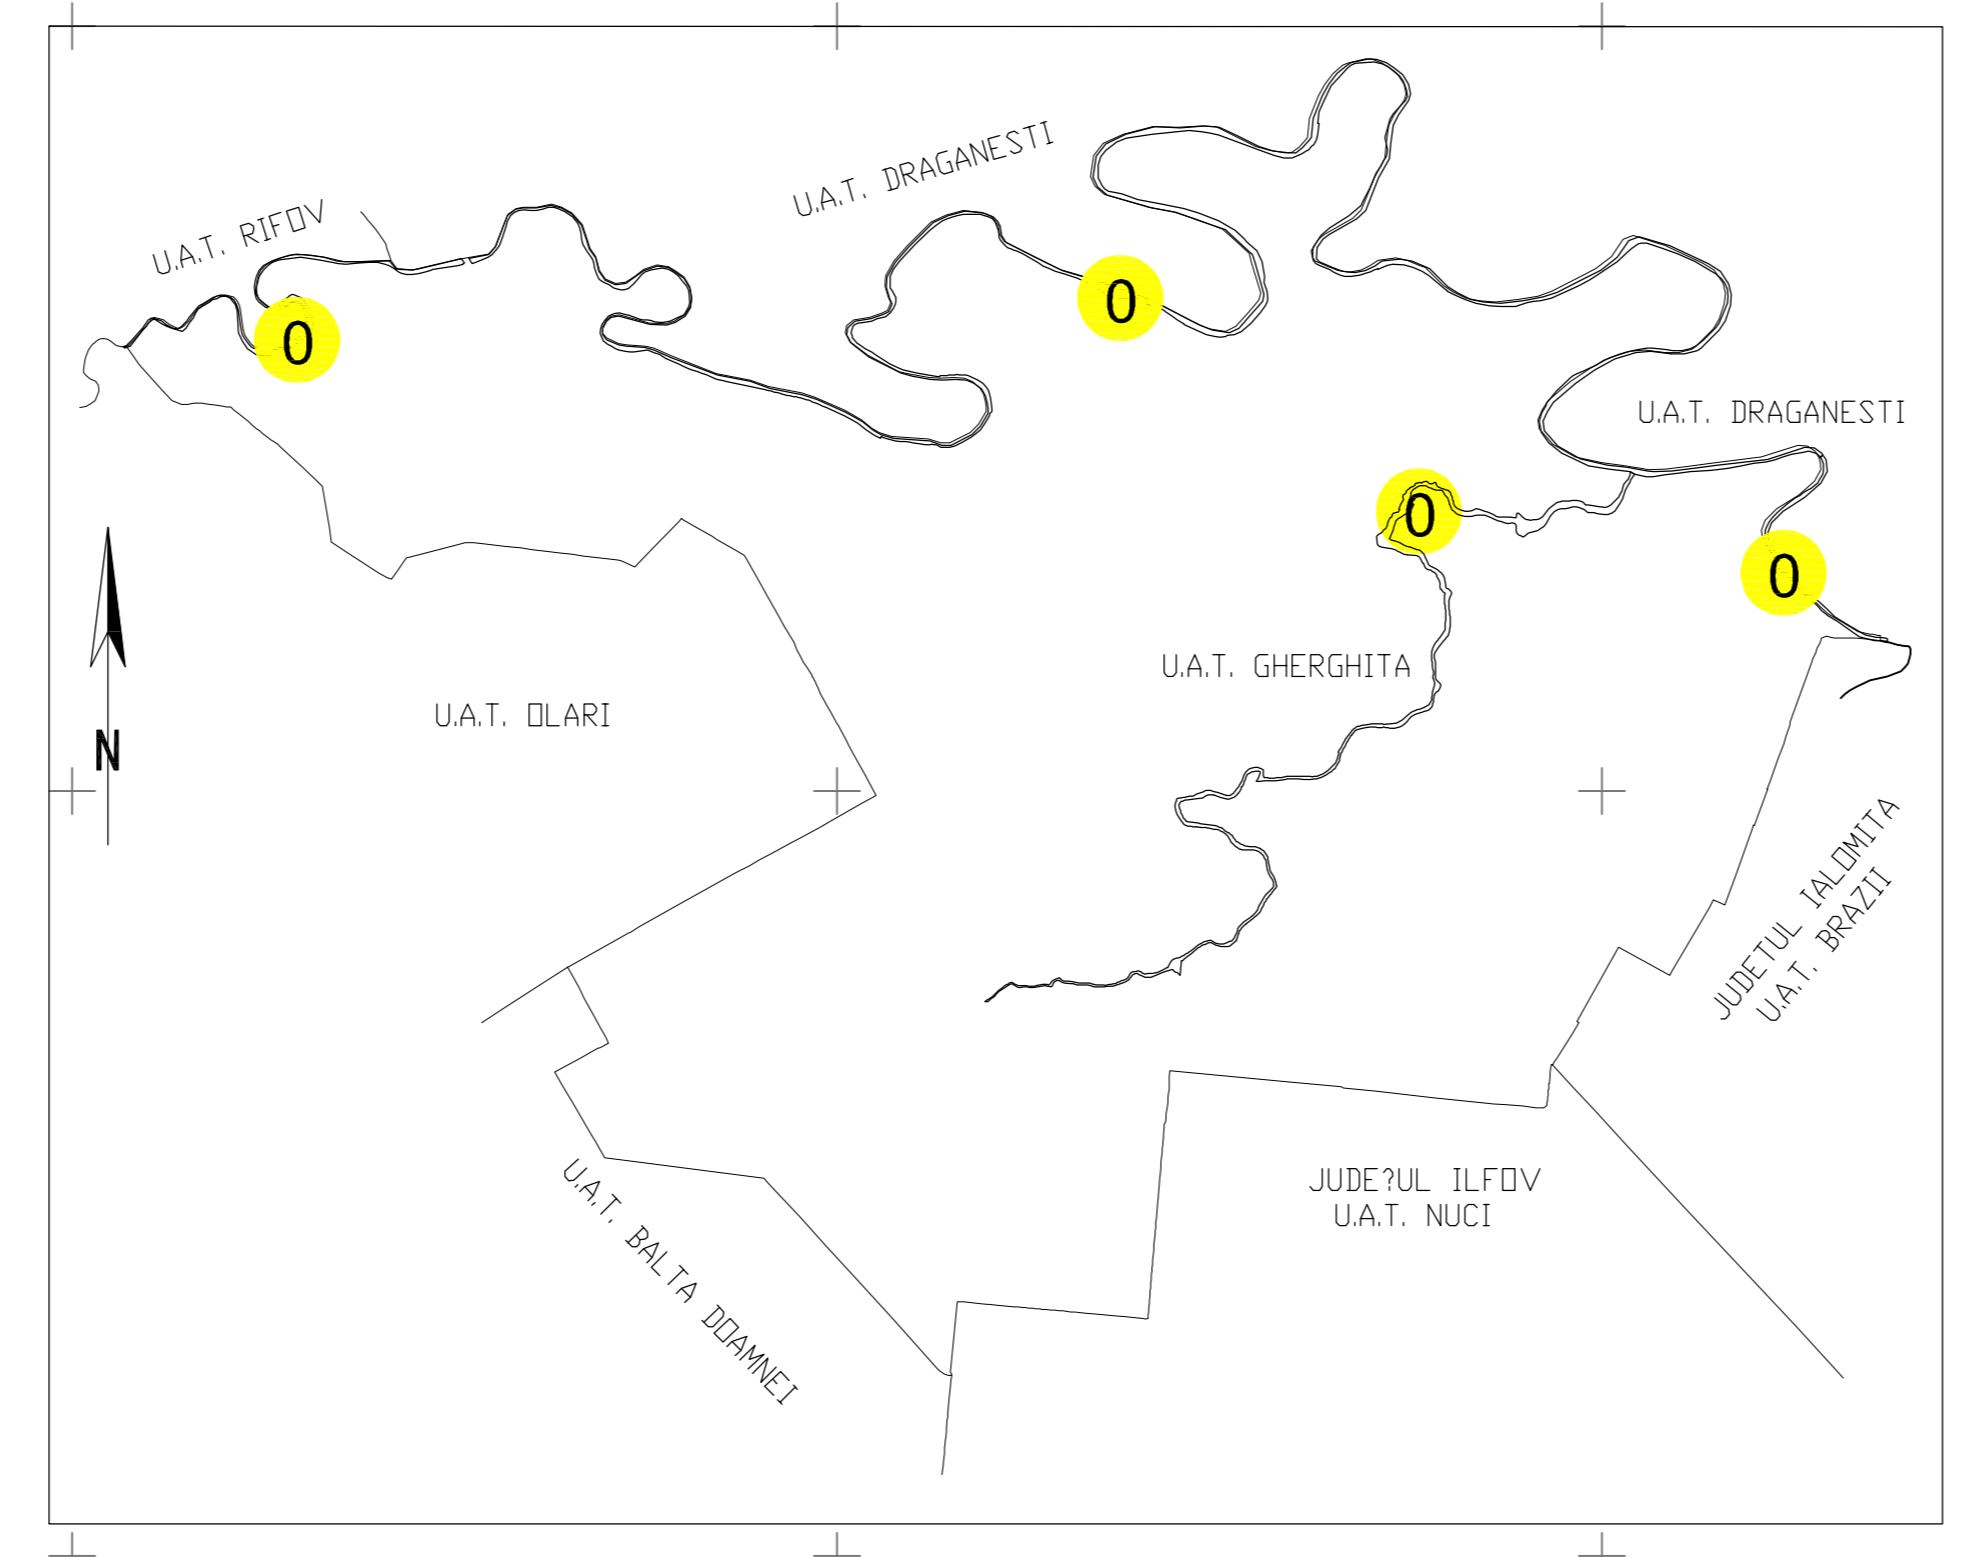 U.A.T. DRAGANESTI
U.A.T. RIFOV
0
0
U.A.T. DRAGANESTI
0
0
U.A.T. GHERGHITA
U.A.T. OLARI
N
JUDETUL IALOMITA
U.A.T. BRAZII
JUDE?UL ILFOV
U.A.T. NUCI
U.A.T. BALTA DOAMNEI